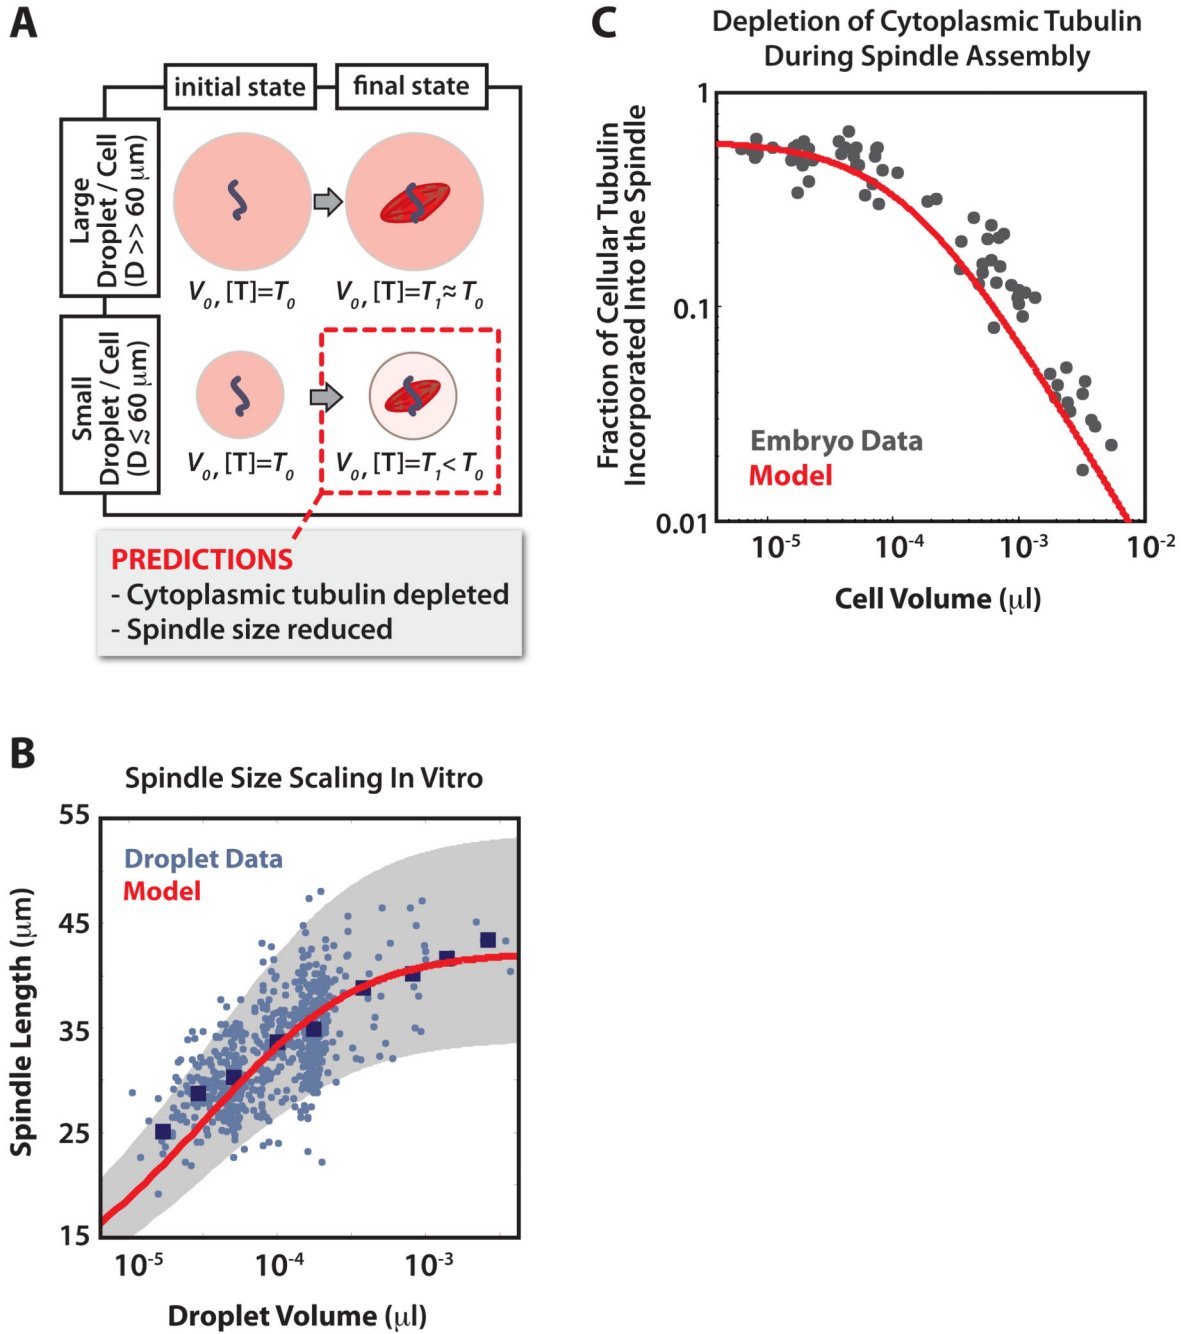 A
initial state
final state
Large
Droplet / Cell
(D >> 60 μm)
V₀, [T]=T₀
V₀, [T]=T₁≈ T₀
Small
Droplet / Cell
(D ≲ 60 μm)
V₀, [T]=T₀
V₀, [T]=T₁< T₀
PREDICTIONS
- Cytoplasmic tubulin depleted
- Spindle size reduced
B
Spindle Size Scaling In Vitro
Droplet Data
Model
Spindle Length (μm)
55
45
35
25
15
10⁻⁵
10⁻⁴
10⁻³
Droplet Volume (μl)
C
Depletion of Cytoplasmic Tubulin
During Spindle Assembly
Fraction of Cellular Tubulin
Incorporated Into the Spindle
1
0.1
0.01
Embryo Data
Model
10⁻⁵
10⁻⁴
10⁻³
10⁻²
Cell Volume (μl)